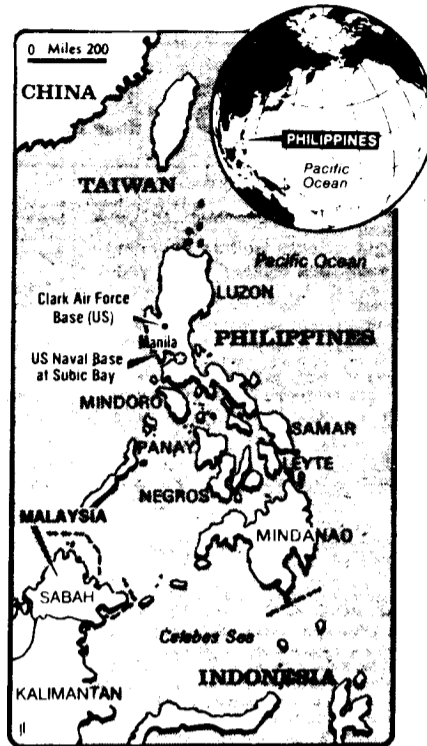 0 Miles 200
CHINA
PHILIPPINES
Pacific
Ocean
TAIWAN
Pacific Ocean
LUZON
Clark Air Force
Base (US)
Manila
PHILIPPINES
US Naval Base
at Subic Bay
MINDORO
SAMAR
PANAY
LEYTE
NEGROS
MALAYSIA
MINDANAO
SABAH
Celebes Sea
INDONESIA
KALIMANTAN